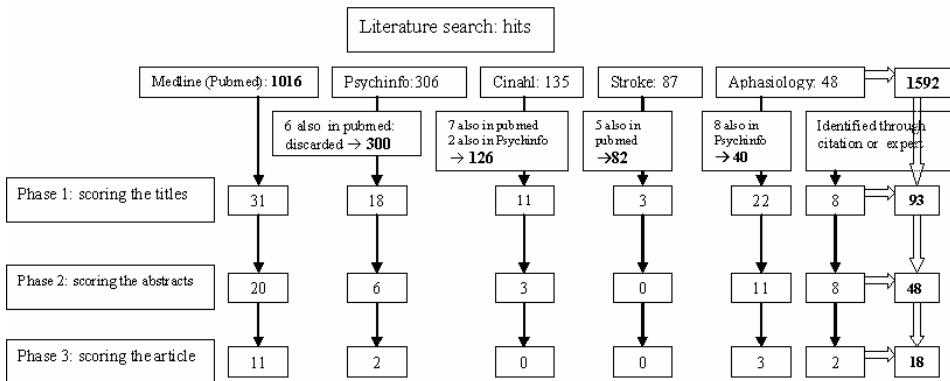 Literature search: hits
Medline (Pubmed): 1016
Psychinfo:306
Cinahl: 135
Stroke: 87
Aphasiology: 48
1592
6 also in pubmed:
discarded → 300
7 also in pubmed
2 also in Psychinfo
→ 126
5 also in
pubmed
→82
8 also in
Psychinfo
→ 40
Identified through
citation or expert
Phase 1: scoring the titles
31
18
11
3
22
8
93
Phase 2: scoring the abstracts
20
6
3
0
11
8
48
Phase 3: scoring the article
11
2
0
0
3
2
18